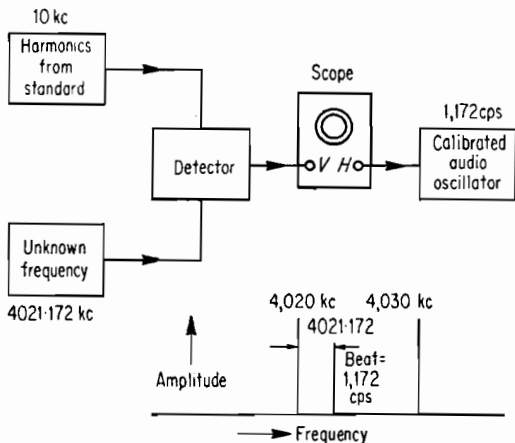 10 kc
Harmonics
from
standard
Scope
1,172cps
Detector
V H
Calibrated
audio
oscillator
Unknown
frequency
4021·172 kc
4,020 kc 4,030 kc
4021·172
Beat=
1,172
cps
Amplitude
Frequency